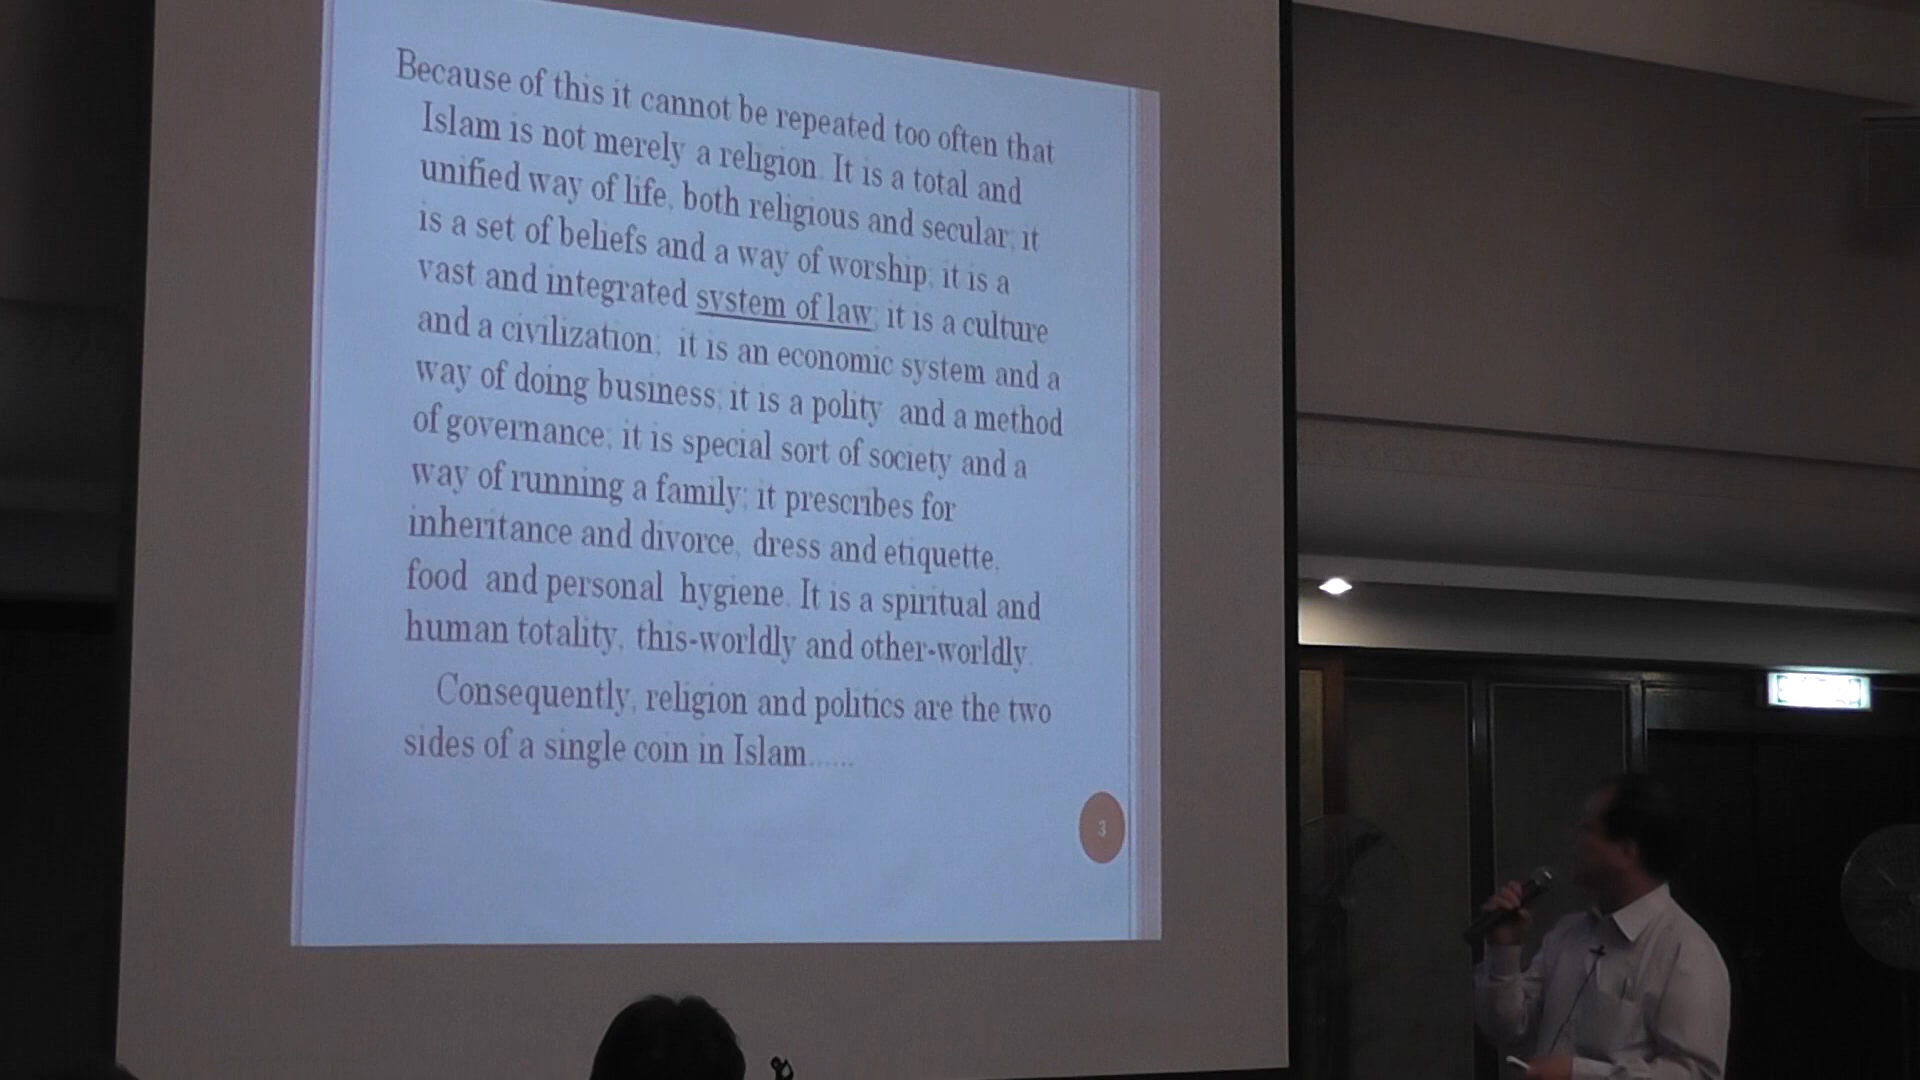 Because of this it cannot be repeated too often that
Islam is not merely a religion. It is a total and
unified way of life, both religious and secular; it
is a set of beliefs and a way of worship; it is a
vast and integrated system of law; it is a culture
and a civilization; it is an economic system and a
way of doing business; it is a polity and a method
of governance; it is special sort of society and a
way of running a family; it prescribes for
inheritance and divorce, dress and etiquette,
food and personal hygiene. It is a spiritual and
human totality, this-worldly and other-worldly.
Consequently, religion and politics are the two
sides of a single coin in Islam......
3